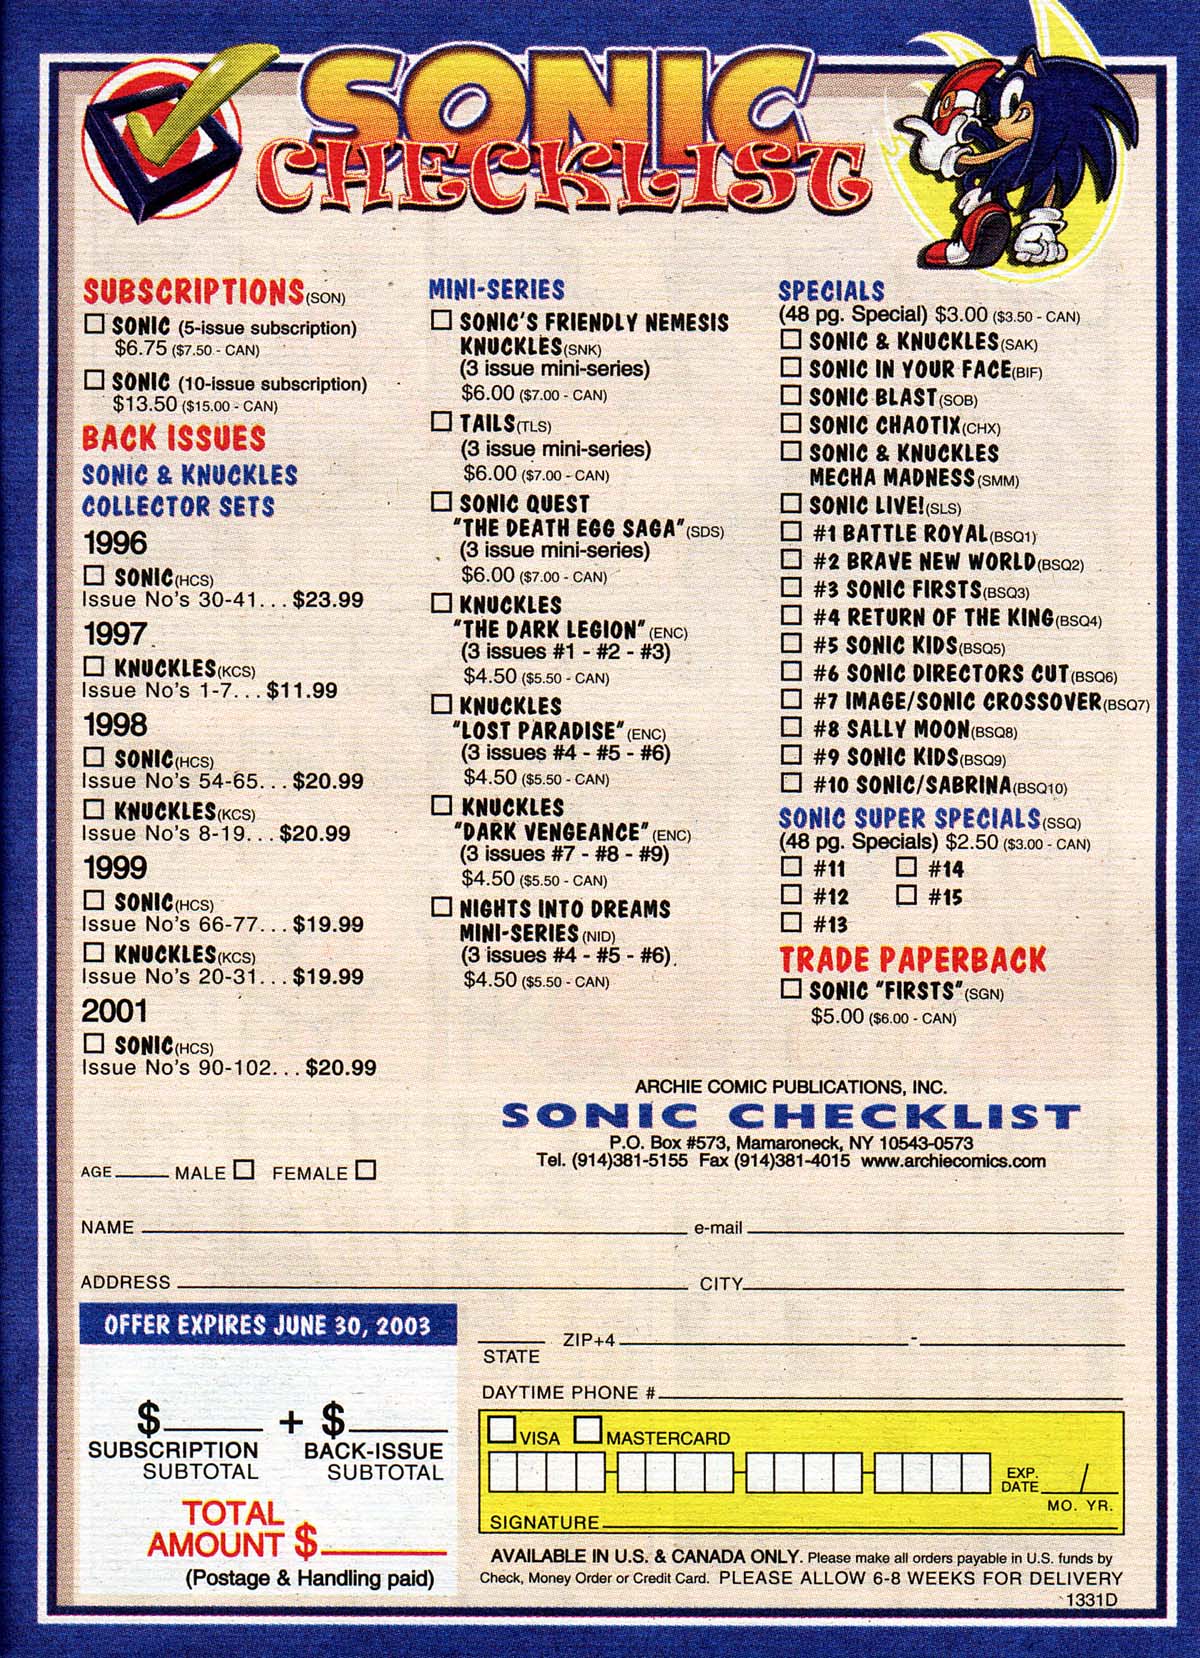 SONIC
CHECKLIST
SUBSCRIPTIONS(SON)
SONIC (5-issue subscription)
$6.75 ($7.50 - CAN)
SONIC (10-issue subscription)
$13.50 ($15.00 - CAN)
BACK ISSUES
SONIC & KNUCKLES
COLLECTOR SETS
1996
SONIC(HCS)
Issue No's 30-41... $23.99
1997
KNUCKLES(KCS)
Issue No's 1-7... $11.99
1998
SONIC(HCS)
Issue No's 54-65... $20.99
KNUCKLES(KCS)
Issue No's 8-19... $20.99
1999
SONIC(HCS)
Issue No's 66-77... $19.99
KNUCKLES(KCS)
Issue No's 20-31... $19.99
2001
SONIC(HCS)
Issue No's 90-102... $20.99
MINI-SERIES
SONIC'S FRIENDLY NEMESIS
KNUCKLES(SNK)
(3 issue mini-series)
$6.00 ($7.00 - CAN)
TAILS(TLS)
(3 issue mini-series)
$6.00 ($7.00 - CAN)
SONIC QUEST
"THE DEATH EGG SAGA"(SDS)
(3 issue mini-series)
$6.00 ($7.00 - CAN)
KNUCKLES
"THE DARK LEGION"(ENC)
(3 issues #1 - #2 - #3)
$4.50 ($5.50 - CAN)
KNUCKLES
"LOST PARADISE"(ENC)
(3 issues #4 - #5 - #6)
$4.50 ($5.50 - CAN)
KNUCKLES
"DARK VENGEANCE"(ENC)
(3 issues #7 - #8 - #9)
$4.50 ($5.50 - CAN)
NIGHTS INTO DREAMS
MINI-SERIES (NID)
(3 issues #4 - #5 - #6)
$4.50 ($5.50 - CAN)
SPECIALS
(48 pg. Special) $3.00 ($3.50 - CAN)
SONIC & KNUCKLES(SAK)
SONIC IN YOUR FACE(BIF)
SONIC BLAST(SOB)
SONIC CHAOTIX(CHX)
SONIC & KNUCKLES
MECHA MADNESS(SMM)
SONIC LIVE!(SLS)
#1 BATTLE ROYAL(BSQ1)
#2 BRAVE NEW WORLD(BSQ2)
#3 SONIC FIRSTS(BSQ3)
#4 RETURN OF THE KING(BSQ4)
#5 SONIC KIDS(BSQ5)
#6 SONIC DIRECTORS CUT(BSQ6)
#7 IMAGE/SONIC CROSSOVER(BSQ7)
#8 SALLY MOON(BSQ8)
#9 SONIC KIDS(BSQ9)
#10 SONIC/SABRINA(BSQ10)
SONIC SUPER SPECIALS(SSQ)
(48 pg. Specials) $2.50 ($3.00 - CAN)
#11 #14
#12 #15
#13
TRADE PAPERBACK
SONIC "FIRSTS"(SGN)
$5.00 ($6.00 - CAN)
ARCHIE COMIC PUBLICATIONS, INC.
SONIC CHECKLIST
P.O. Box #573, Mamaroneck, NY 10543-0573
Tel. (914)381-5155 Fax (914)381-4015 www.archiecomics.com
AGE MALE FEMALE
NAME e-mail
ADDRESS CITY
OFFER EXPIRES JUNE 30, 2003
ZIP+4 -
STATE
DAYTIME PHONE #
$ + $
SUBSCRIPTION BACK-ISSUE
SUBTOTAL SUBTOTAL
TOTAL
AMOUNT $
(Postage & Handling paid)
VISA MASTERCARD
EXP.
DATE /
MO. YR.
SIGNATURE
AVAILABLE IN U.S. & CANADA ONLY. Please make all orders payable in U.S. funds by
Check, Money Order or Credit Card. PLEASE ALLOW 6-8 WEEKS FOR DELIVERY
1331D